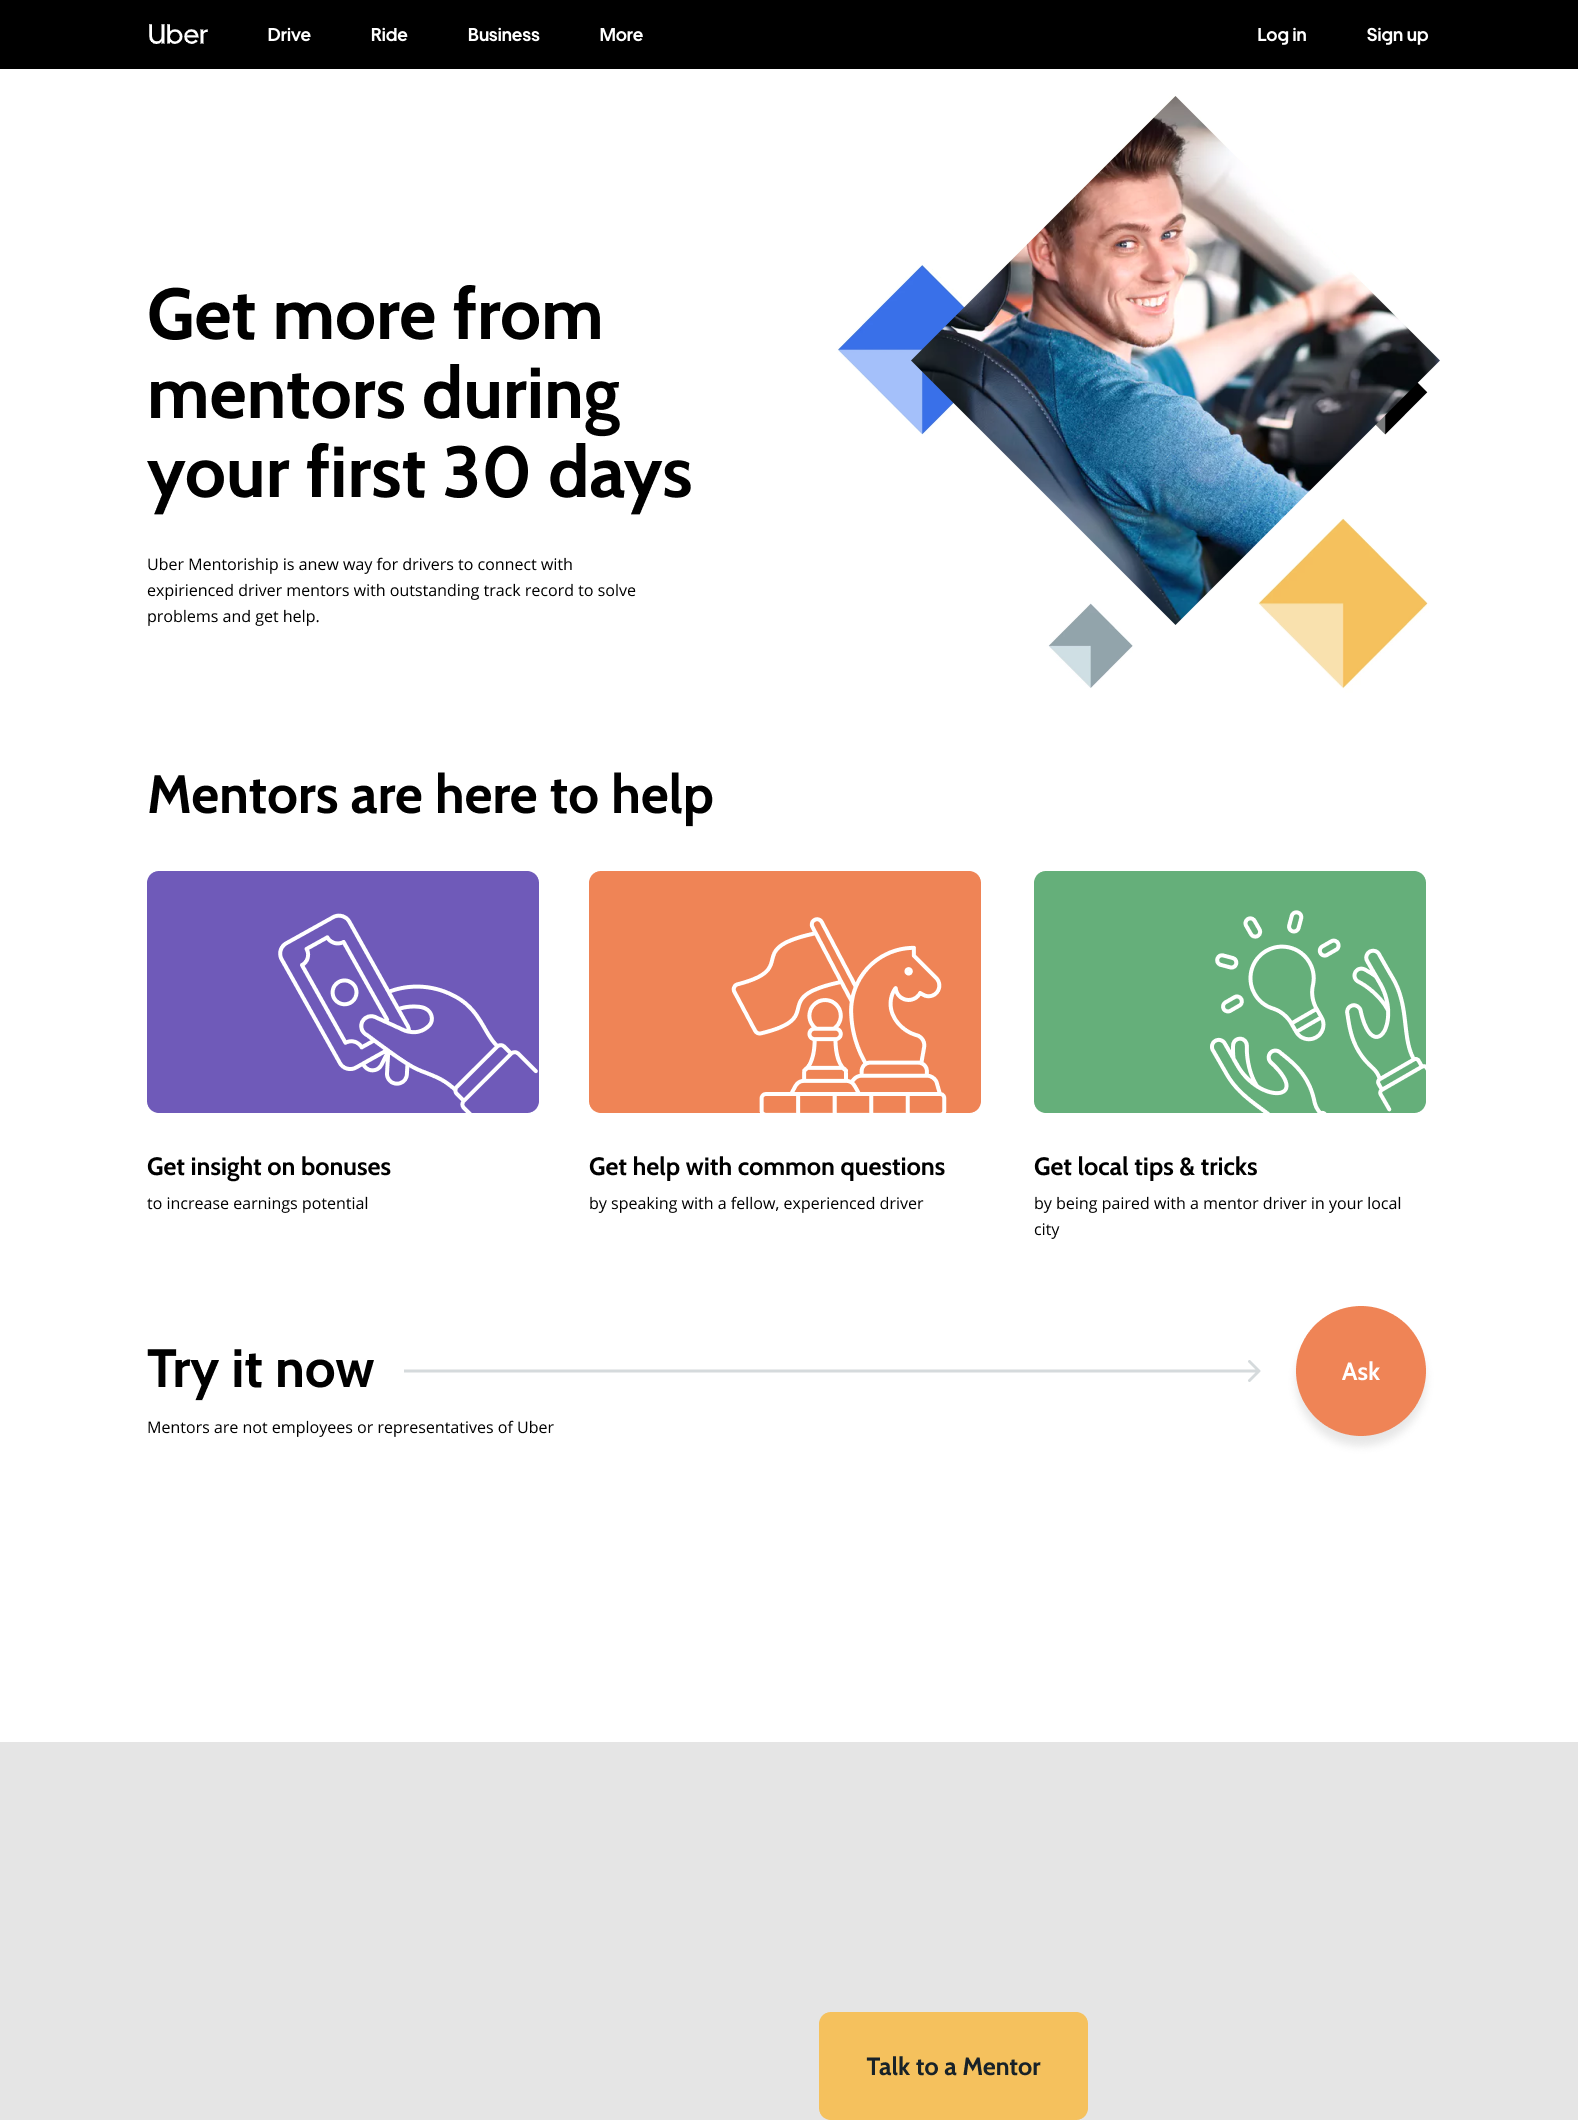 Uber Drive Ride Business More Log in Sign up
Get more from
mentors during
your first 30 days
Uber Mentoriship is anew way for drivers to connect with
expirienced driver mentors with outstanding track record to solve
problems and get help.
Mentors are here to help
Get insight on bonuses
to increase earnings potential
Get help with common questions
by speaking with a fellow, experienced driver
Get local tips & tricks
by being paired with a mentor driver in your local
city
Try it now
Ask
Mentors are not employees or representatives of Uber
Talk to a Mentor